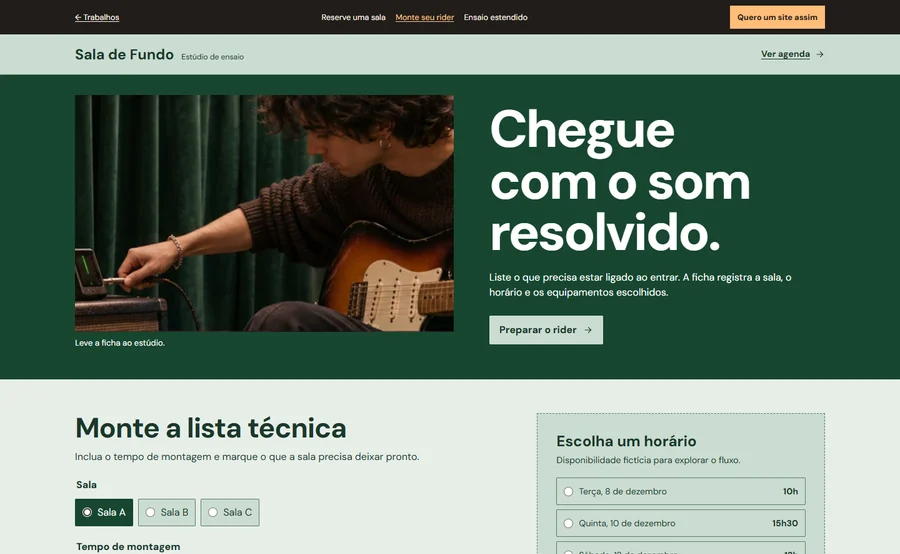 ← Trabalhos
Reserve uma sala
Monte seu rider
Ensaio estendido
Quero um site assim
Sala de Fundo
Estúdio de ensaio
Ver agenda →
Chegue
com o som
resolvido.
Liste o que precisa estar ligado ao entrar. A ficha registra a sala, o
horário e os equipamentos escolhidos.
Preparar o rider →
Leve a ficha ao estúdio.
Monte a lista técnica
Inclua o tempo de montagem e marque o que a sala precisa deixar pronto.
Sala
Sala A
Sala B
Sala C
Tempo de montagem
Escolha um horário
Disponibilidade fictícia para explorar o fluxo.
Terça, 8 de dezembro 10h
Quinta, 10 de dezembro 15h30